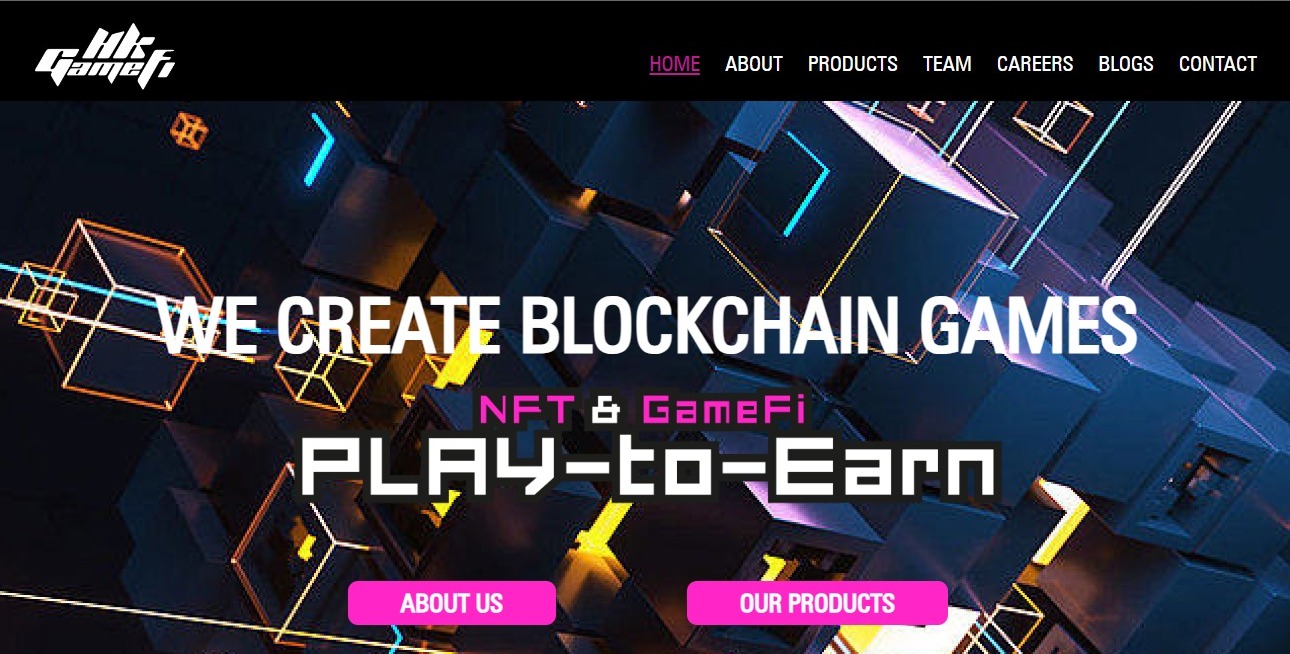 Hk
GameFi
HOME ABOUT PRODUCTS TEAM CAREERS BLOGS CONTACT
WE CREATE BLOCKCHAIN GAMES
NFT & GameFi
PLAY-to-Earn
ABOUT US OUR PRODUCTS